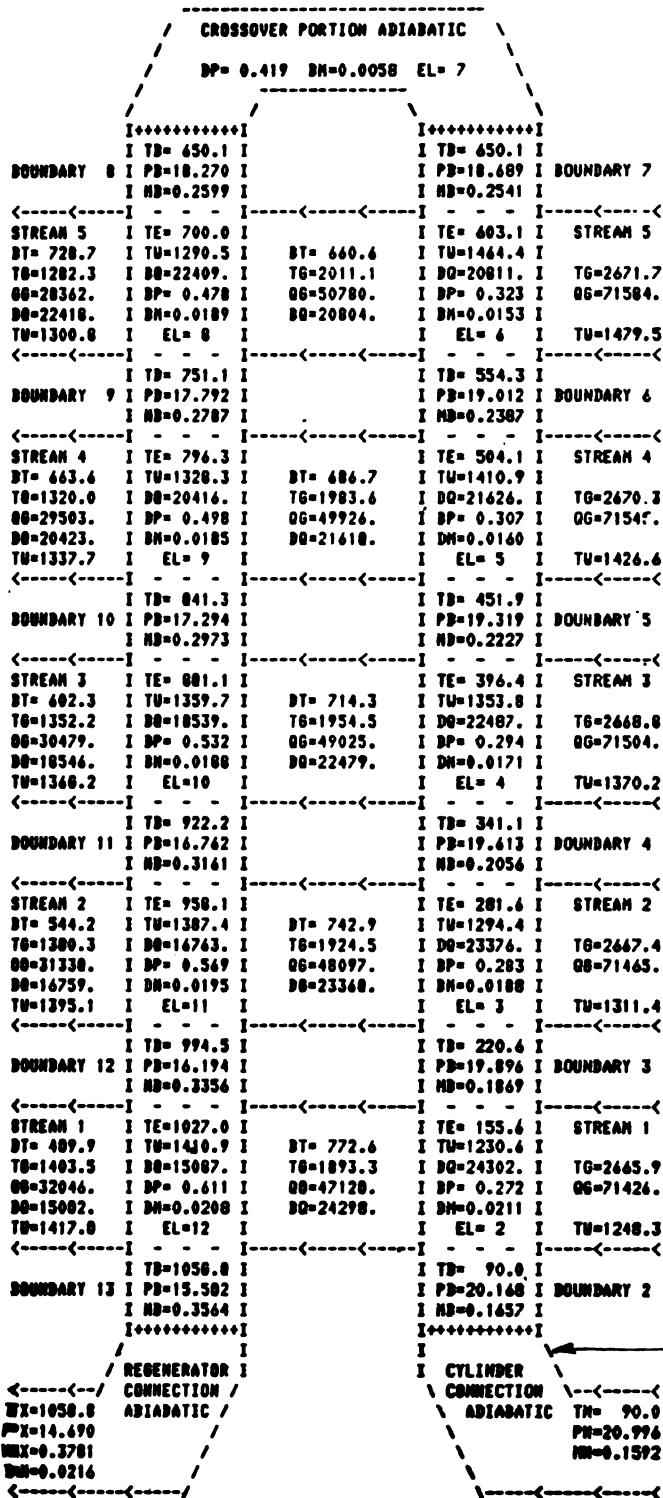 CROSSOVER PORTION ADIABATIC
DP= 0.419 DM=0.0058 EL= 7
I+++++++++++I I+++++++++++I
I TB= 650.1 I I TB= 650.1 I
BOUNDARY 8 I PB=18.270 I I PB=18.689 I BOUNDARY 7
I MB=0.2599 I I MB=0.2541 I
<-----<-----I - - - I-----<-----<-----I - - - I-----<-----<
STREAM 5 I TE= 700.0 I I TE= 603.1 I STREAM 5
DT= 728.7 I TW=1290.5 I DT= 660.6 I TW=1464.4 I
TG=1282.3 I DQ=22409. I TG=2011.1 I DQ=20811. I TG=2671.7
QG=28362. I DP= 0.478 I QG=50780. I DP= 0.323 I QG=71584.
DQ=22418. I DM=0.0189 I DQ=20804. I DM=0.0153 I
TW=1300.8 I EL= 8 I I EL= 6 I TW=1479.5
<-----<-----I - - - I-----<-----<-----I - - - I-----<-----<
I TB= 751.1 I I TB= 554.3 I
BOUNDARY 9 I PB=17.792 I I PB=19.012 I BOUNDARY 6
I MB=0.2787 I I MB=0.2387 I
<-----<-----I - - - I-----<-----<-----I - - - I-----<-----<
STREAM 4 I TE= 796.3 I I TE= 504.1 I STREAM 4
DT= 663.6 I TW=1328.3 I DT= 686.7 I TW=1410.9 I
TG=1320.0 I DQ=20416. I TG=1983.6 I DQ=21626. I TG=2670.3
QG=29503. I DP= 0.498 I QG=49926. I DP= 0.307 I QG=71545.
DQ=20423. I DM=0.0185 I DQ=21618. I DM=0.0160 I
TW=1337.7 I EL= 9 I I EL= 5 I TW=1426.6
<-----<-----I - - - I-----<-----<-----I - - - I-----<-----<
I TB= 841.3 I I TB= 451.9 I
BOUNDARY 10 I PB=17.294 I I PB=19.319 I BOUNDARY 5
I MB=0.2973 I I MB=0.2227 I
<-----<-----I - - - I-----<-----<-----I - - - I-----<-----<
STREAM 3 I TE= 881.1 I I TE= 396.4 I STREAM 3
DT= 602.3 I TW=1359.7 I DT= 714.3 I TW=1353.8 I
TG=1352.2 I DQ=18539. I TG=1954.5 I DQ=22487. I TG=2668.8
QG=30479. I DP= 0.532 I QG=49025. I DP= 0.294 I QG=71504.
DQ=18546. I DM=0.0188 I DQ=22479. I DM=0.0171 I
TW=1368.2 I EL=10 I I EL= 4 I TW=1370.2
<-----<-----I - - - I-----<-----<-----I - - - I-----<-----<
I TB= 922.2 I I TB= 341.1 I
BOUNDARY 11 I PB=16.762 I I PB=19.613 I BOUNDARY 4
I MB=0.3161 I I MB=0.2056 I
<-----<-----I - - - I-----<-----<-----I - - - I-----<-----<
STREAM 2 I TE= 958.1 I I TE= 281.6 I STREAM 2
DT= 544.2 I TW=1387.4 I DT= 742.9 I TW=1294.4 I
TG=1380.3 I DQ=16763. I TG=1924.5 I DQ=23376. I TG=2667.4
QG=31338. I DP= 0.569 I QG=48097. I DP= 0.283 I QG=71465.
DQ=16759. I DM=0.0195 I DQ=23368. I DM=0.0188 I
TW=1395.1 I EL=11 I I EL= 3 I TW=1311.4
<-----<-----I - - - I-----<-----<-----I - - - I-----<-----<
I TB= 994.5 I I TB= 220.6 I
BOUNDARY 12 I PB=16.194 I I PB=19.896 I BOUNDARY 3
I MB=0.3356 I I MB=0.1869 I
<-----<-----I - - - I-----<-----<-----I - - - I-----<-----<
STREAM 1 I TE=1027.0 I I TE= 155.6 I STREAM 1
DT= 489.9 I TW=1410.9 I DT= 772.6 I TW=1230.6 I
TG=1403.5 I DQ=15087. I TG=1893.3 I DQ=24302. I TG=2665.9
QG=32046. I DP= 0.611 I QG=47128. I DP= 0.272 I QG=71426.
DQ=15082. I DM=0.0208 I DQ=24298. I DM=0.0211 I
TW=1417.8 I EL=12 I I EL= 2 I TW=1248.3
<-----<-----I - - - I-----<-----<-----I - - - I-----<-----<
I TB=1058.8 I I TB= 90.0 I
BOUNDARY 13 I PB=15.582 I I PB=20.168 I BOUNDARY 2
I MB=0.3564 I I MB=0.1657 I
I+++++++++++I I+++++++++++I
REGENERATOR I I CYLINDER
<-----<--/ CONNECTION / \ CONNECTION \--<-----<
TX=1058.8 ADIABATIC / \ ADIABATIC TN= 90.0
PX=14.690 PN=20.996
MX=0.3781 MN=0.1592
DM=0.0216
<-----<-----<-----</ \-----<-----<-----<